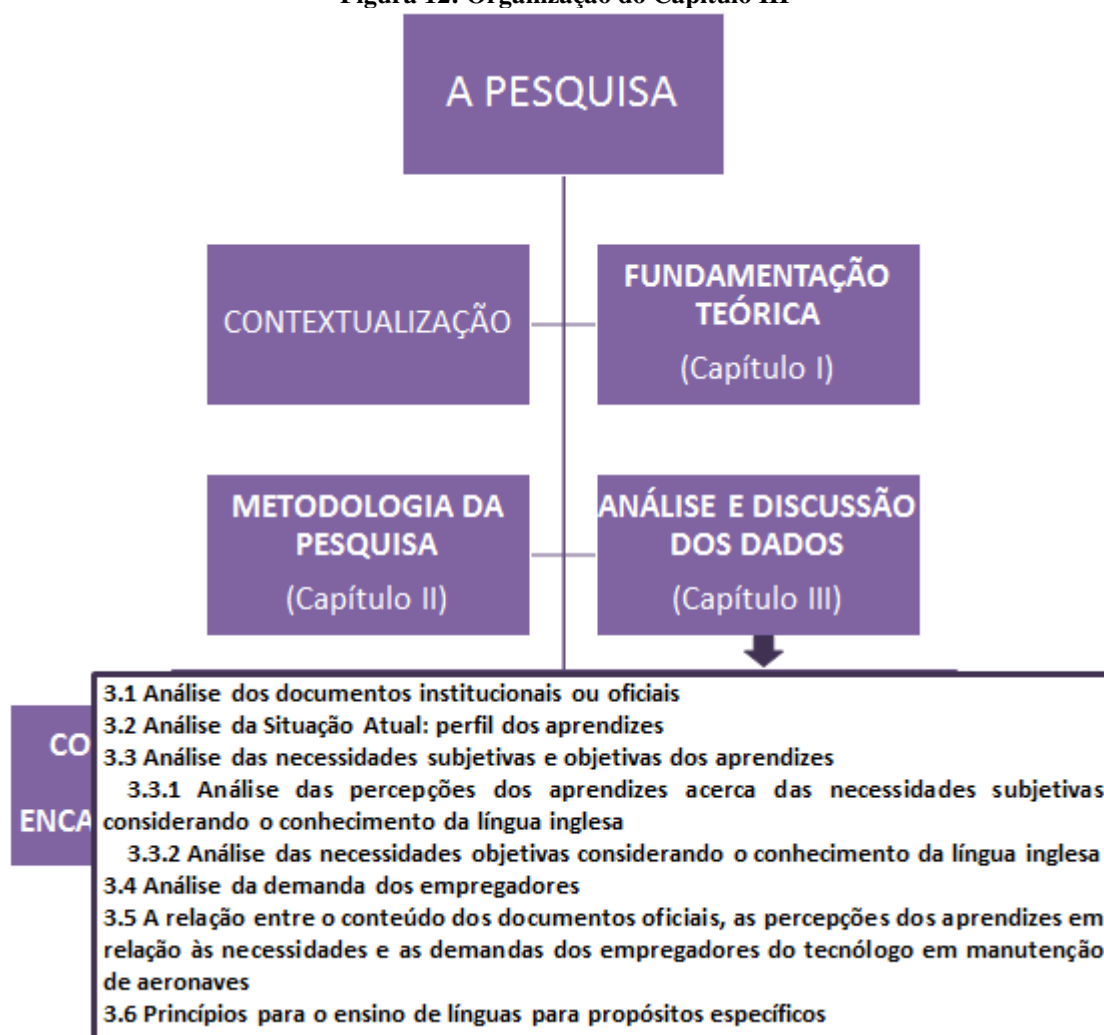 Figura 12: Organização do Capítulo III
A PESQUISA
CONTEXTUALIZAÇÃO
FUNDAMENTAÇÃO
TEÓRICA
(Capítulo I)
METODOLOGIA DA
PESQUISA
(Capítulo II)
ANÁLISE E DISCUSSÃO
DOS DADOS
(Capítulo III)
CO
ENCA
3.1 Análise dos documentos institucionais ou oficiais
3.2 Análise da Situação Atual: perfil dos aprendizes
3.3 Análise das necessidades subjetivas e objetivas dos aprendizes
3.3.1 Análise das percepções dos aprendizes acerca das necessidades subjetivas
considerando o conhecimento da língua inglesa
3.3.2 Análise das necessidades objetivas considerando o conhecimento da língua inglesa
3.4 Análise da demanda dos empregadores
3.5 A relação entre o conteúdo dos documentos oficiais, as percepções dos aprendizes em
relação às necessidades e as demandas dos empregadores do tecnólogo em manutenção
de aeronaves
3.6 Princípios para o ensino de línguas para propósitos específicos